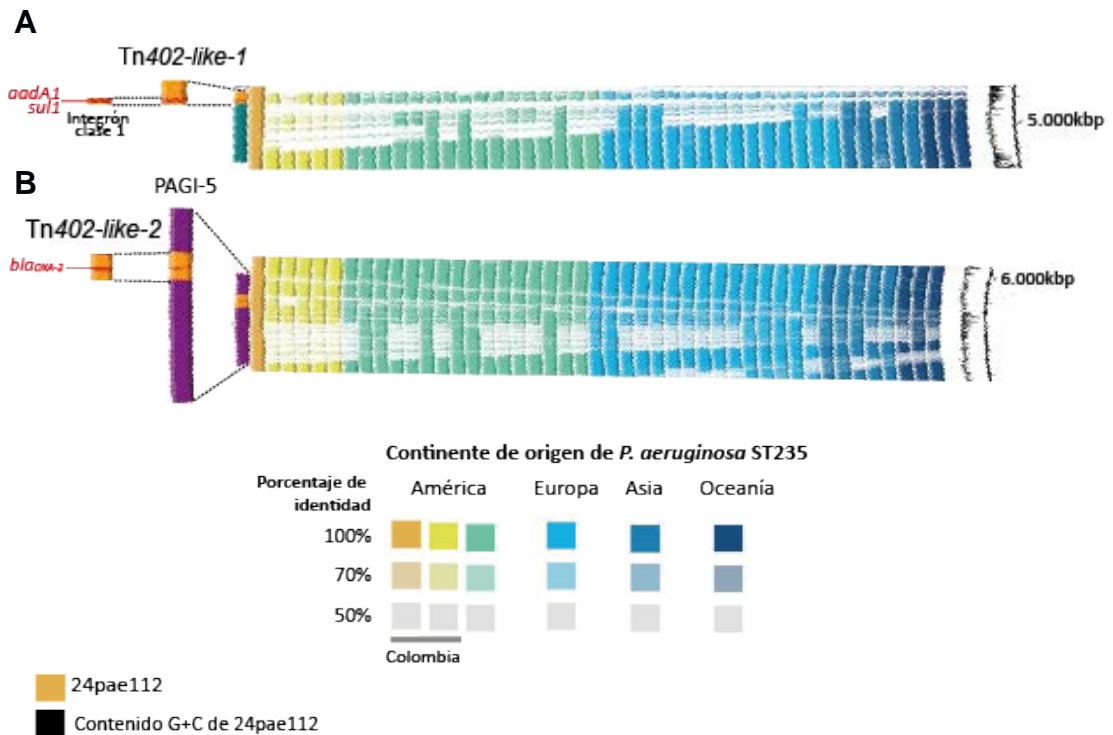 A
Tn402-like-1
aadA1
sul1
Integrón
clase 1
5.000kbp
B
PAGI-5
Tn402-like-2
blaOXA-2
6.000kbp
Continente de origen de P. aeruginosa ST235
Porcentaje de
identidad
América Europa Asia Oceanía
100%
70%
50%
Colombia
24pae112
Contenido G+C de 24pae112